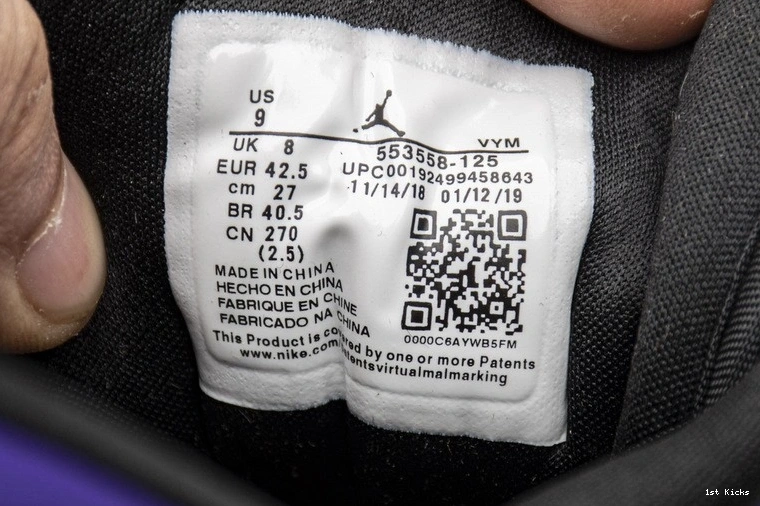 US
9
UK 8
EUR 42.5
cm 27
BR 40.5
CN 270
(2.5)
VYM
553558-125
UPC00192499458643
11/14/18 01/12/19
MADE IN CHINA
HECHO EN CHINA
FABRIQUE EN CHINE
FABRICADO NA CHINA
0000C6AYWB5FM
This Product is covered by one or more Patents
www.nike.com/patentsvirtualmalmarking
1st Kicks